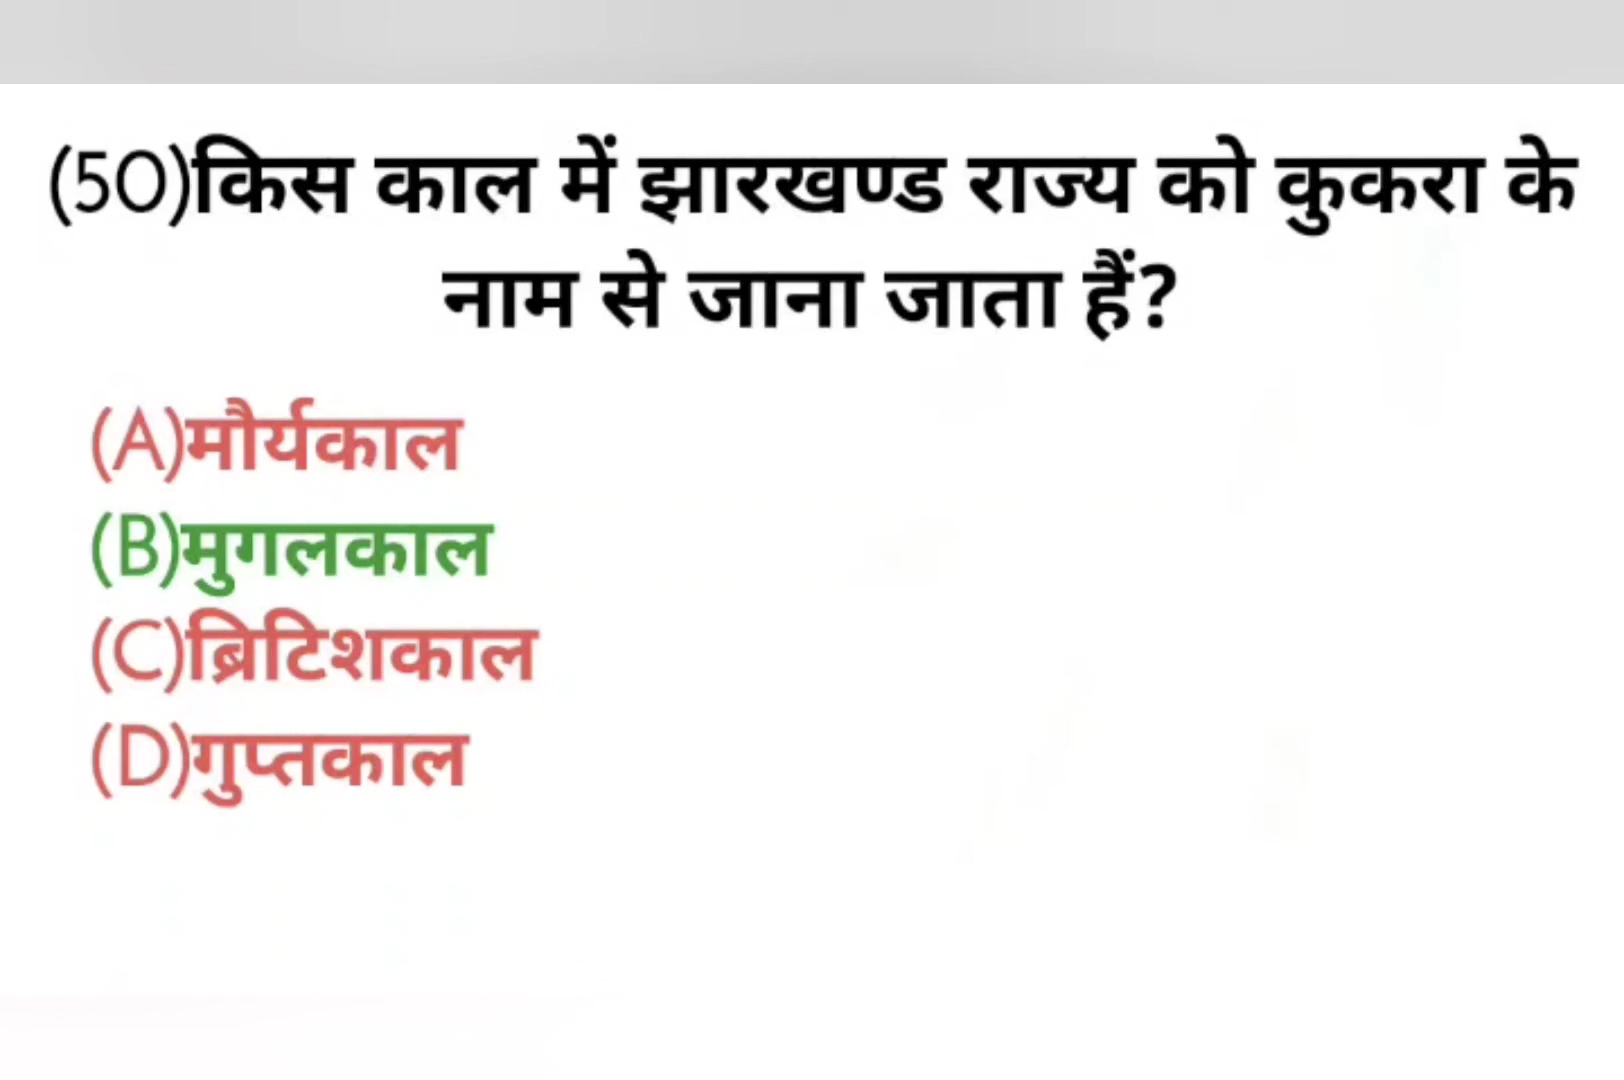 (50)किस काल में झारखण्ड राज्य को कुकरा के
नाम से जाना जाता हैं?
(A)मौर्यकाल
(B)मुगलकाल
(C)ब्रिटिशकाल
(D)गुप्तकाल